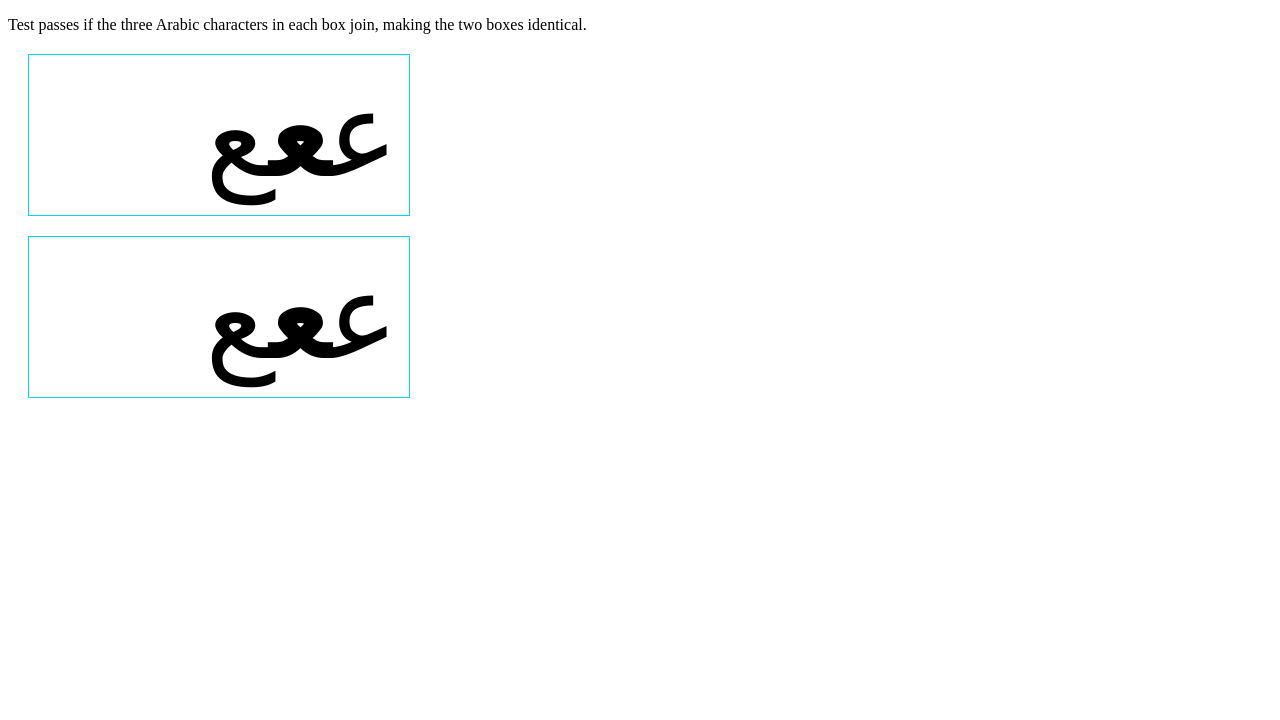 Test passes if the three Arabic characters in each box join, making the two boxes identical.
ععع
ععع